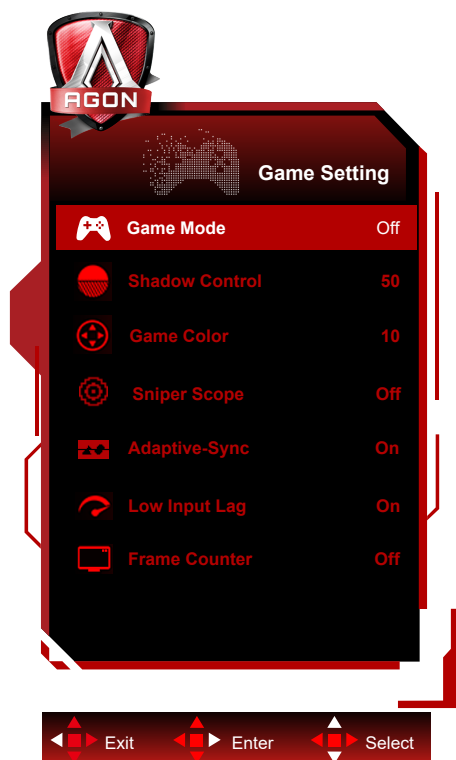 AGON
Game Setting
Game Mode Off
Shadow Control 50
Game Color 10
Sniper Scope Off
Adaptive-Sync On
Low Input Lag On
Frame Counter Off
Exit Enter Select